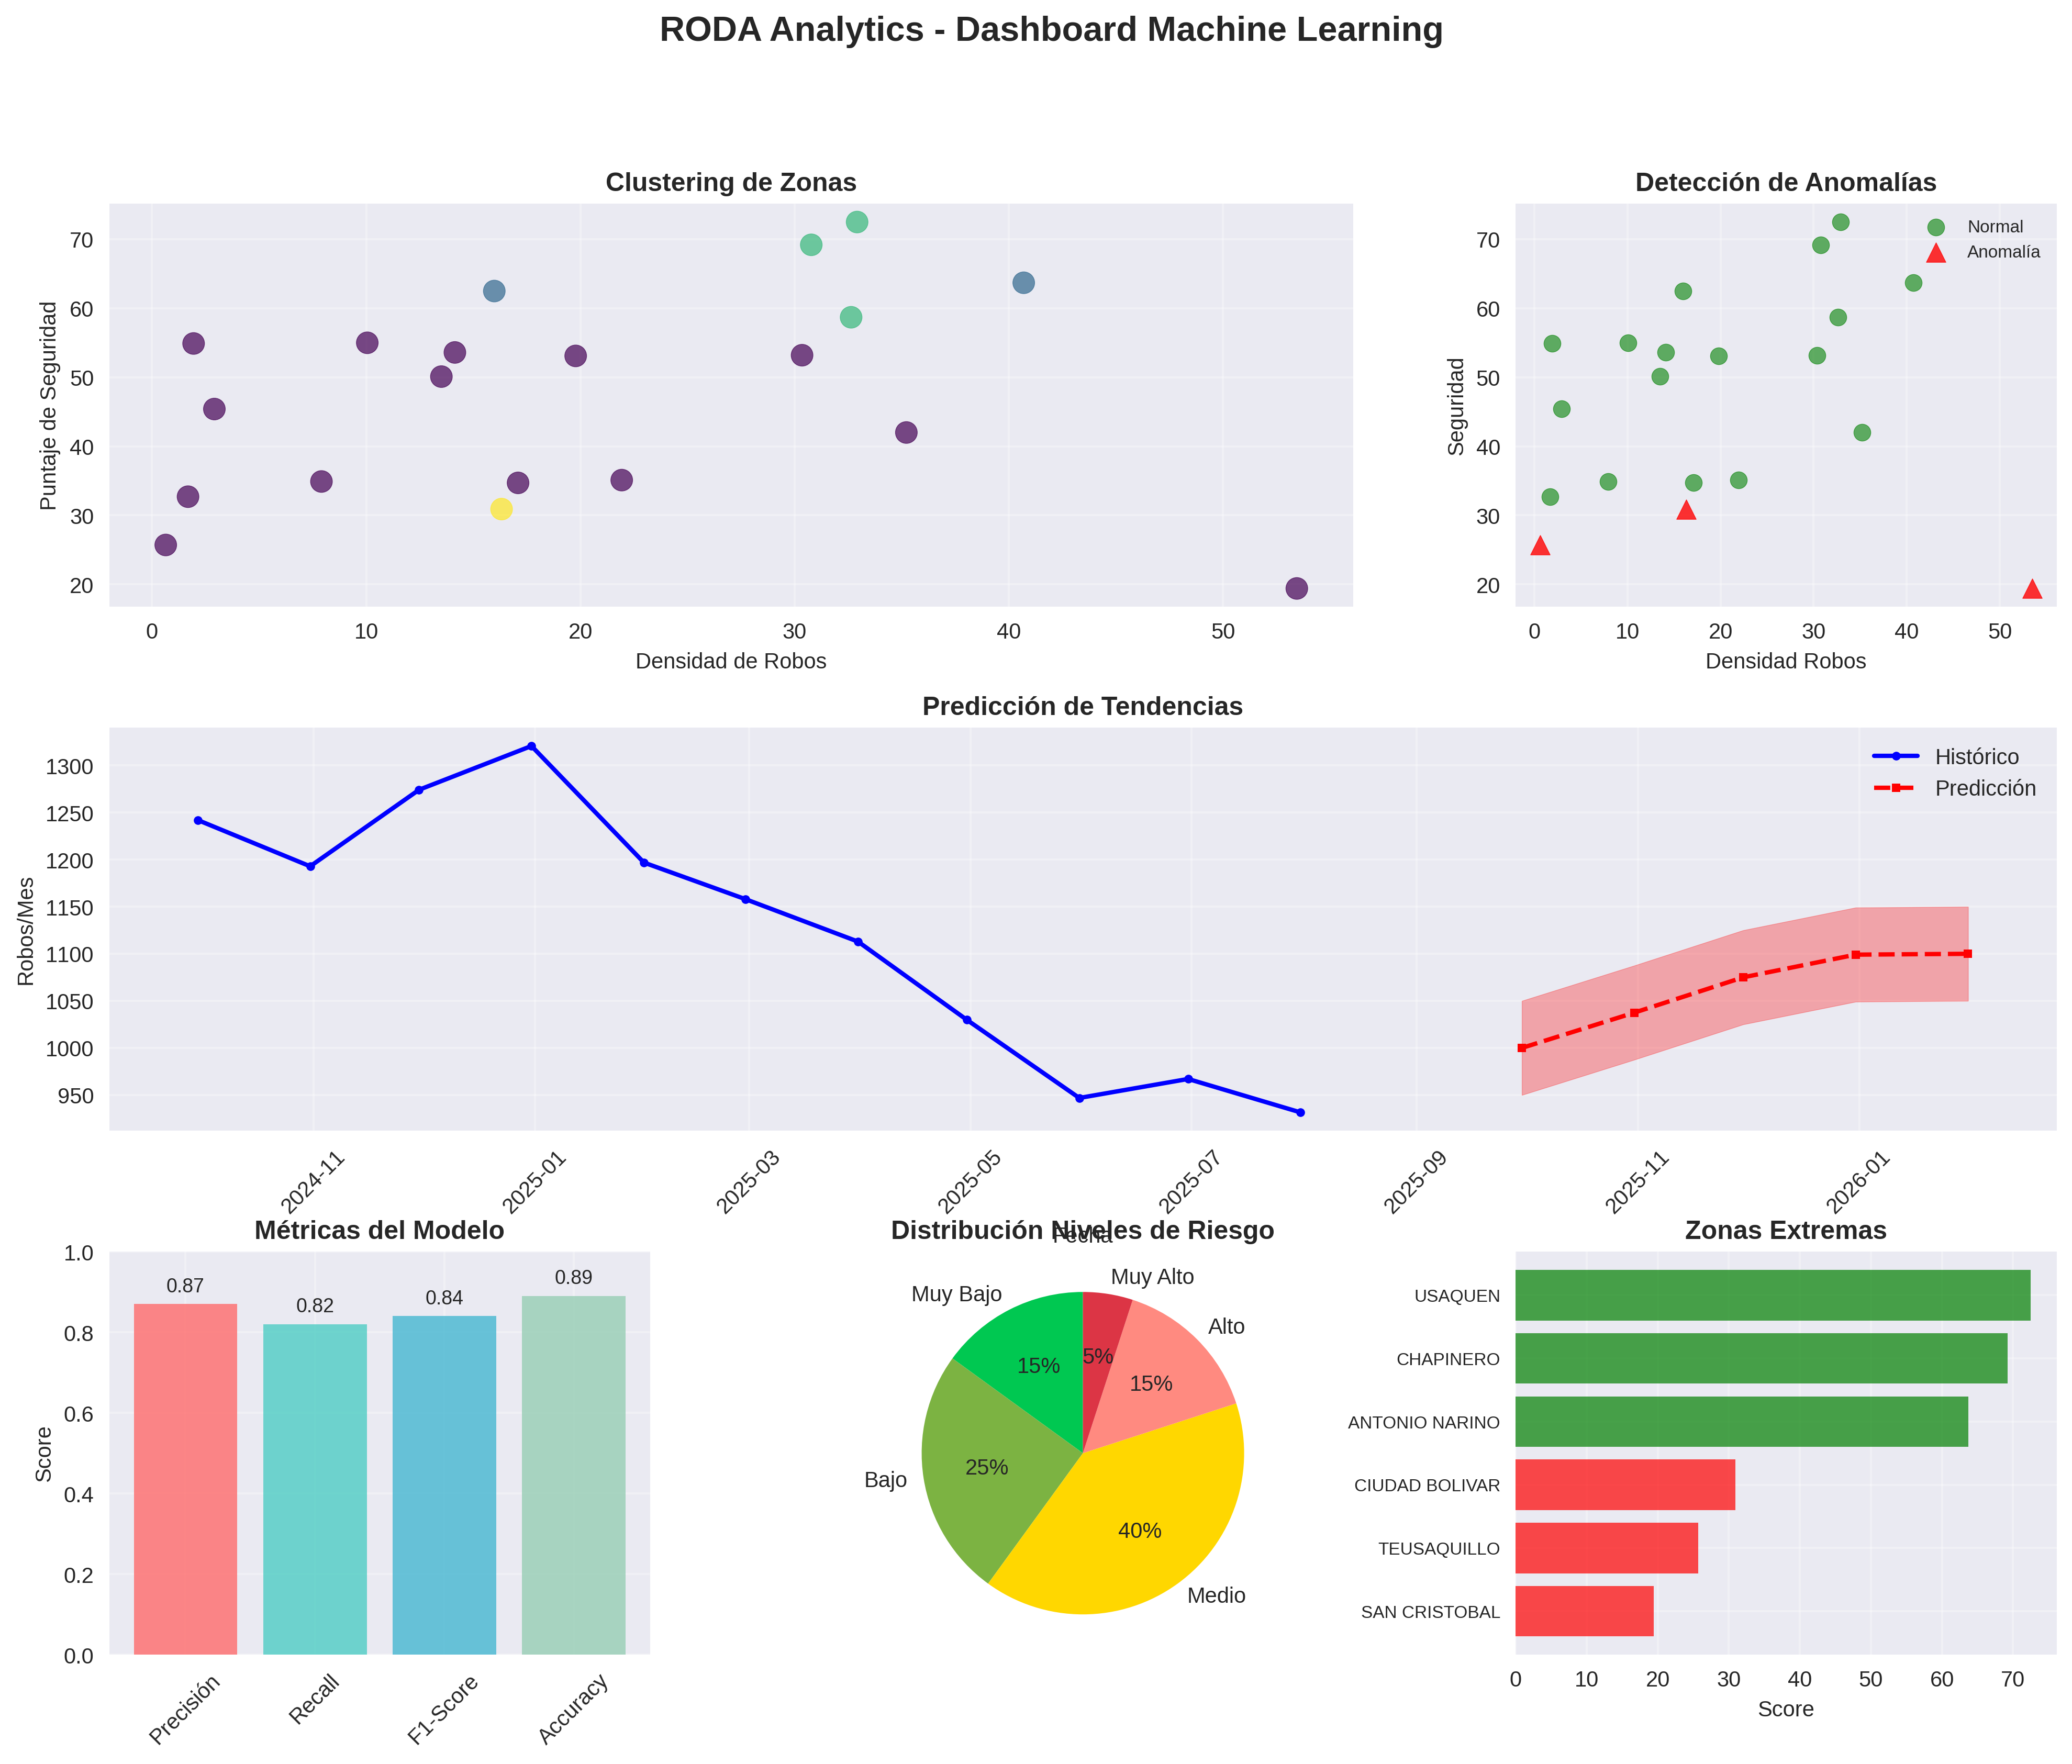 RODA Analytics - Dashboard Machine Learning
Clustering de Zonas
Puntaje de Seguridad
70
60
50
40
30
20
0 10 20 30 40 50
Densidad de Robos
Detección de Anomalías
Normal
Anomalía
Seguridad
70
60
50
40
30
20
0 10 20 30 40 50
Densidad Robos
Predicción de Tendencias
Histórico
Predicción
Robos/Mes
1300
1250
1200
1150
1100
1050
1000
950
2024-11 2025-01 2025-03 2025-05 2025-07 2025-09 2025-11 2026-01
Fecha
Métricas del Modelo
Score
1.0
0.8
0.6
0.4
0.2
0.0
0.87
0.82
0.84
0.89
Precisión
Recall
F1-Score
Accuracy
Distribución Niveles de Riesgo
Muy Alto
Muy Bajo
Alto
Bajo
Medio
5%
15%
15%
25%
40%
Zonas Extremas
USAQUEN
CHAPINERO
ANTONIO NARINO
CIUDAD BOLIVAR
TEUSAQUILLO
SAN CRISTOBAL
0 10 20 30 40 50 60 70
Score